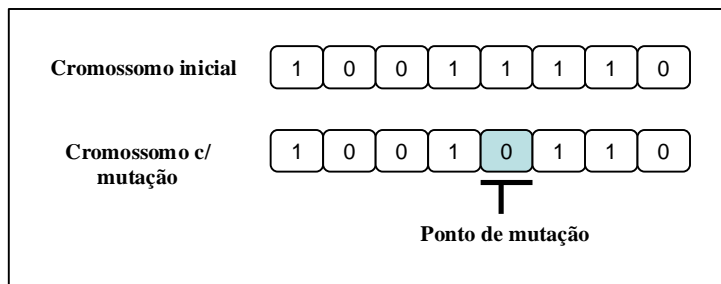 Cromossomo inicial 1 0 0 1 1 1 1 0
Cromossomo c/ 1 0 0 1 0 1 1 0
mutação
Ponto de mutação